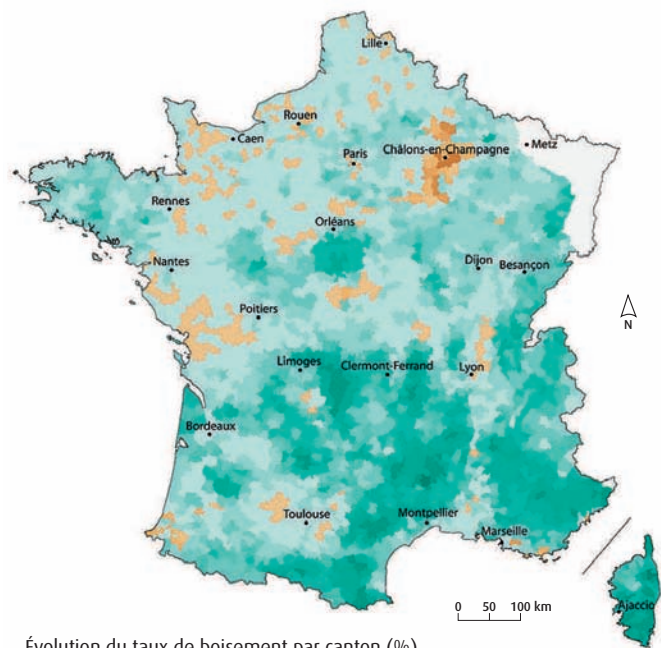 Lille
Rouen
Caen
Châlons-en-Champagne
Metz
Paris
Rennes
Orléans
Nantes
Dijon
Besançon
Poitiers
N
Limoges
Clermont-Ferrand
Lyon
Bordeaux
Toulouse
Montpellier
Marseille
0 50 100 km
Ajaccio
Évolution du taux de boisement par canton (%)